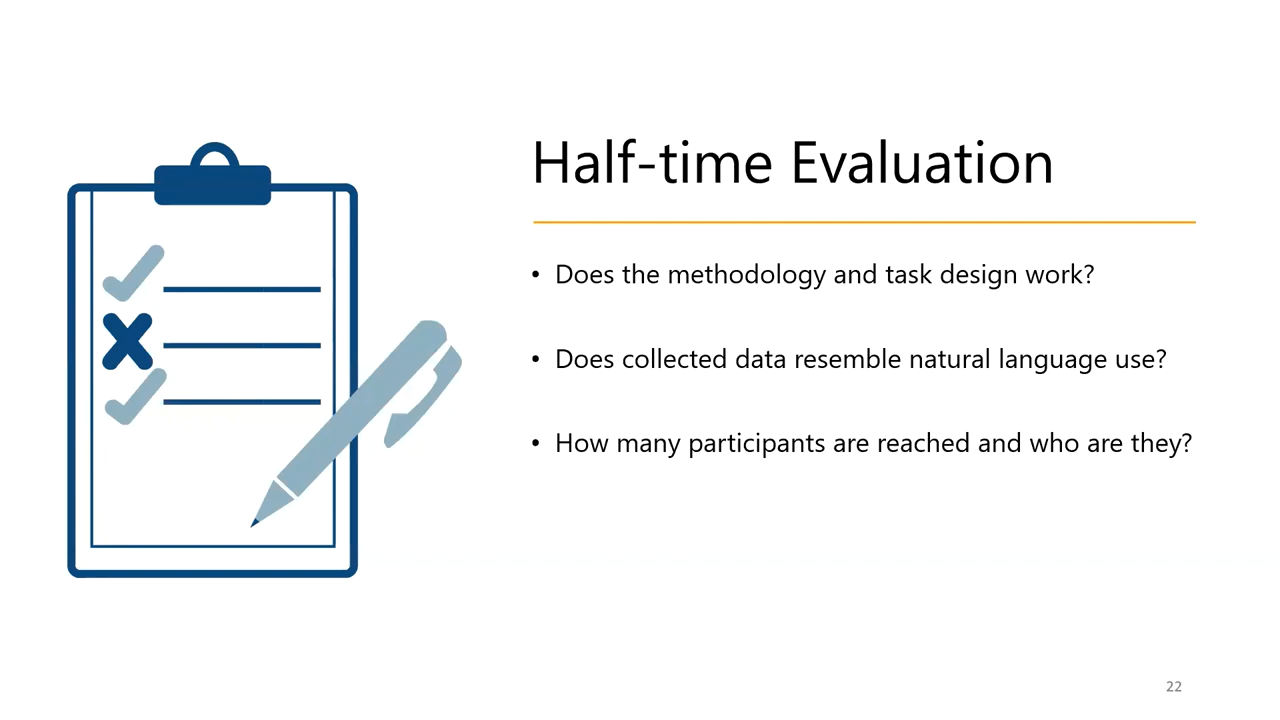 Half-time Evaluation
• Does the methodology and task design work?
• Does collected data resemble natural language use?
• How many participants are reached and who are they?
22